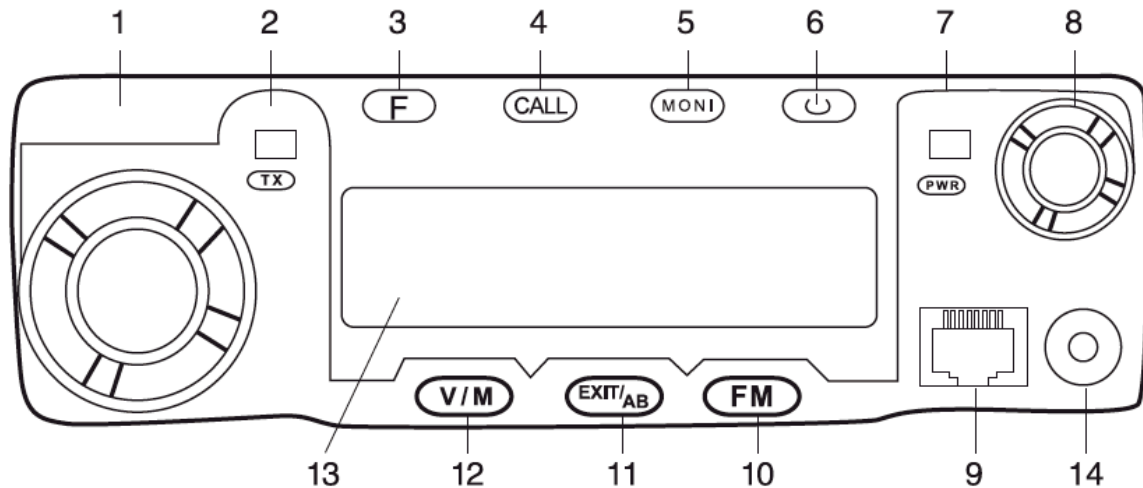 1 2 3 4 5 6 7 8
F CALL MONI
TX PWR
V/M EXIT/AB FM
13 12 11 10 9 14